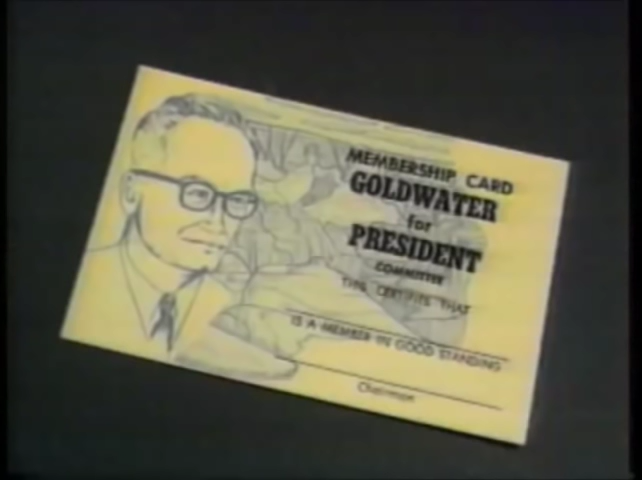 MEMBERSHIP CARD
GOLDWATER
for
PRESIDENT
COMMITTEE
THIS CERTIFIES THAT
IS A MEMBER IN GOOD STANDING
Chairman